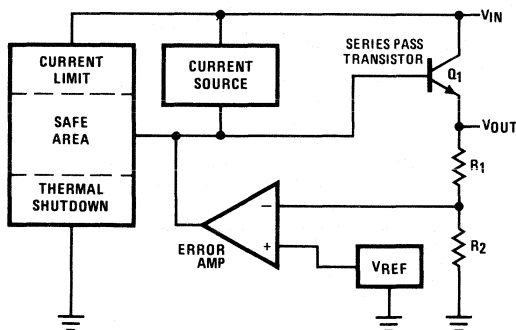 VIN
CURRENT
LIMIT
CURRENT
SOURCE
SERIES PASS
TRANSISTOR
Q1
SAFE
AREA
VOUT
R1
THERMAL
SHUTDOWN
−
+
ERROR
AMP
VREF
R2